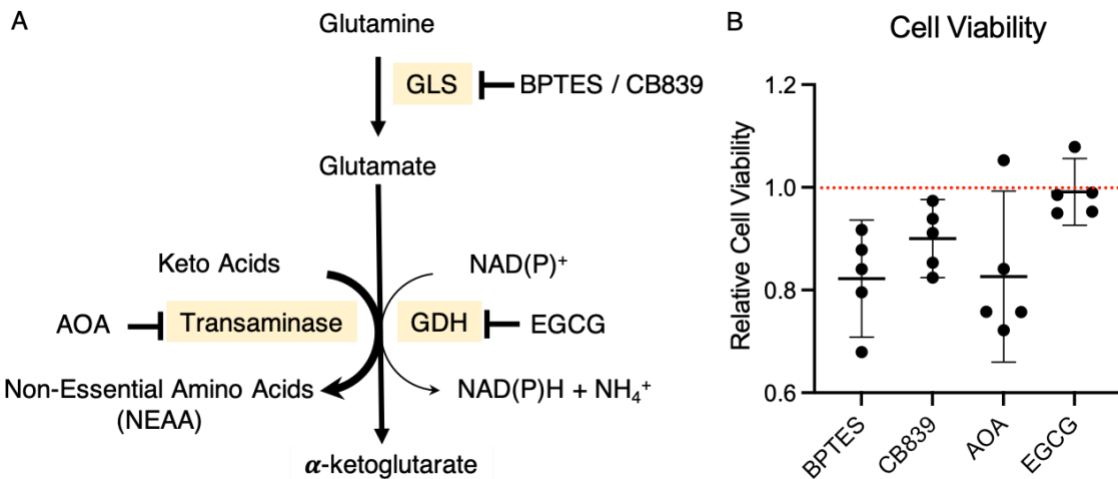 A
Glutamine
GLS
BPTES / CB839
Glutamate
Keto Acids
NAD(P)⁺
AOA
Transaminase
GDH
EGCG
Non-Essential Amino Acids
(NEAA)
NAD(P)H + NH₄⁺
α-ketoglutarate
B
Cell Viability
Relative Cell Viability
1.2
1.0
0.8
0.6
BPTES
CB839
AOA
EGCG